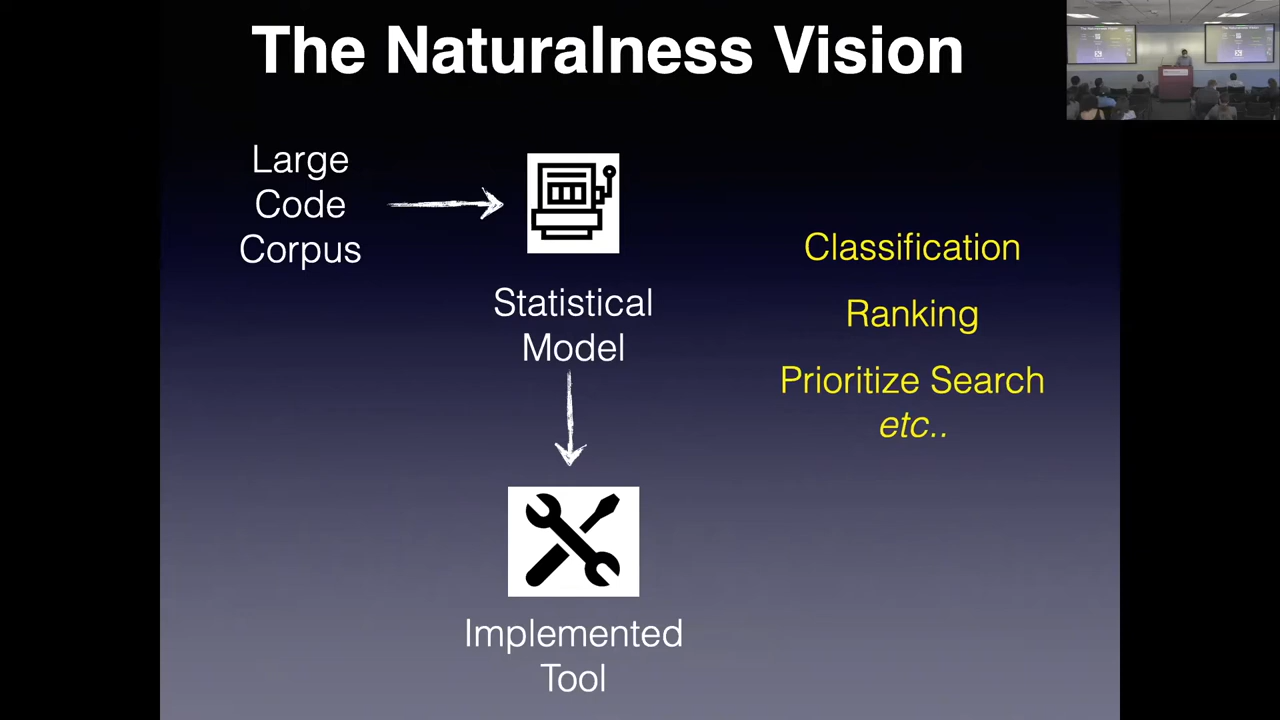 The Naturalness Vision
Large
Code
Corpus
Statistical
Model
Classification
Ranking
Prioritize Search
etc..
Implemented
Tool